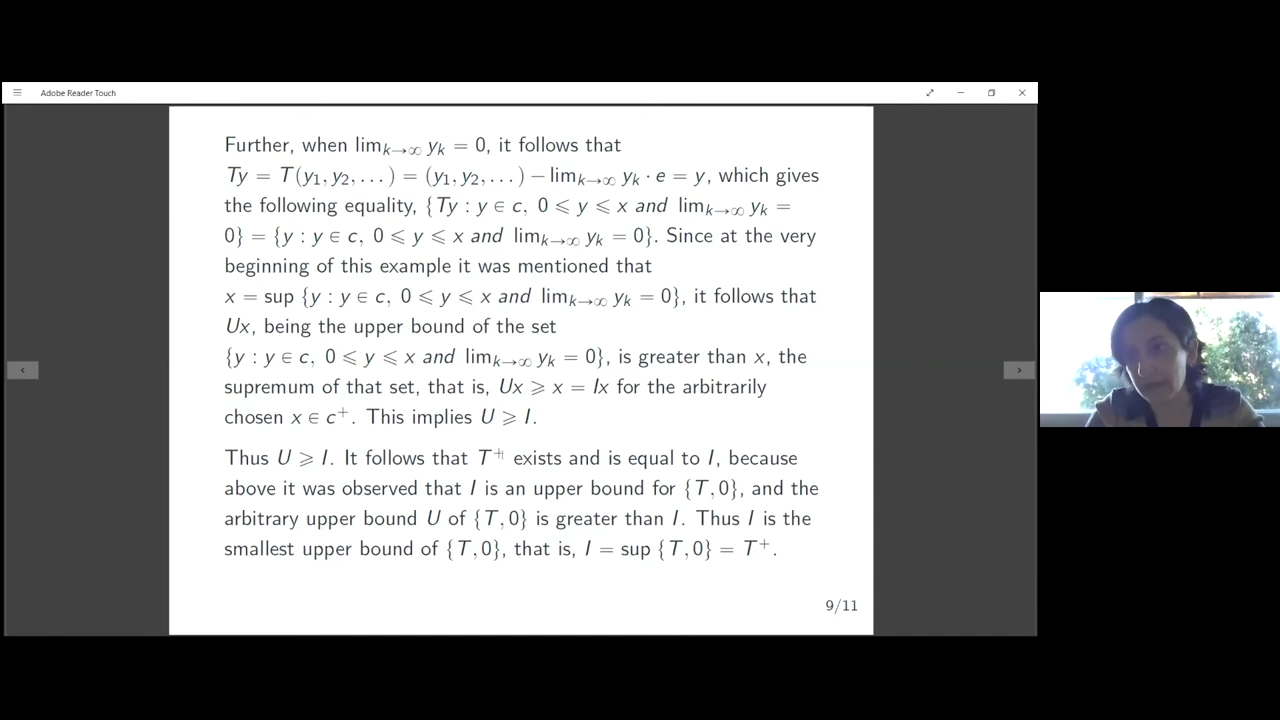 Adobe Reader Touch
Further, when lim_{k→∞} y_k = 0, it follows that
Ty = T(y_1, y_2, . . . ) = (y_1, y_2, . . . ) − lim_{k→∞} y_k · e = y, which gives
the following equality, {Ty : y ∈ c, 0 ⩽ y ⩽ x and lim_{k→∞} y_k =
0} = {y : y ∈ c, 0 ⩽ y ⩽ x and lim_{k→∞} y_k = 0}. Since at the very
beginning of this example it was mentioned that
x = sup {y : y ∈ c, 0 ⩽ y ⩽ x and lim_{k→∞} y_k = 0}, it follows that
Ux, being the upper bound of the set
{y : y ∈ c, 0 ⩽ y ⩽ x and lim_{k→∞} y_k = 0}, is greater than x, the
supremum of that set, that is, Ux ⩾ x = Ix for the arbitrarily
chosen x ∈ c⁺. This implies U ⩾ I.
Thus U ⩾ I. It follows that T⁺ exists and is equal to I, because
above it was observed that I is an upper bound for {T, 0}, and the
arbitrary upper bound U of {T, 0} is greater than I. Thus I is the
smallest upper bound of {T, 0}, that is, I = sup {T, 0} = T⁺.
9/11